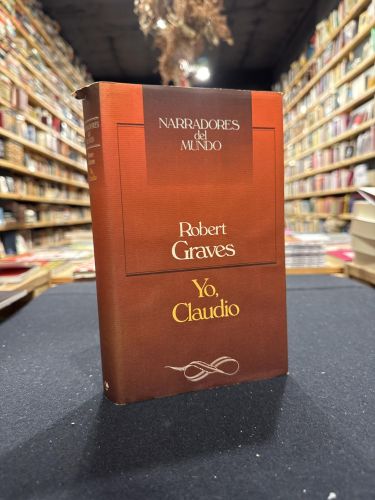 NARRADORES
del
MUNDO
Robert
Graves
Yo,
Claudio